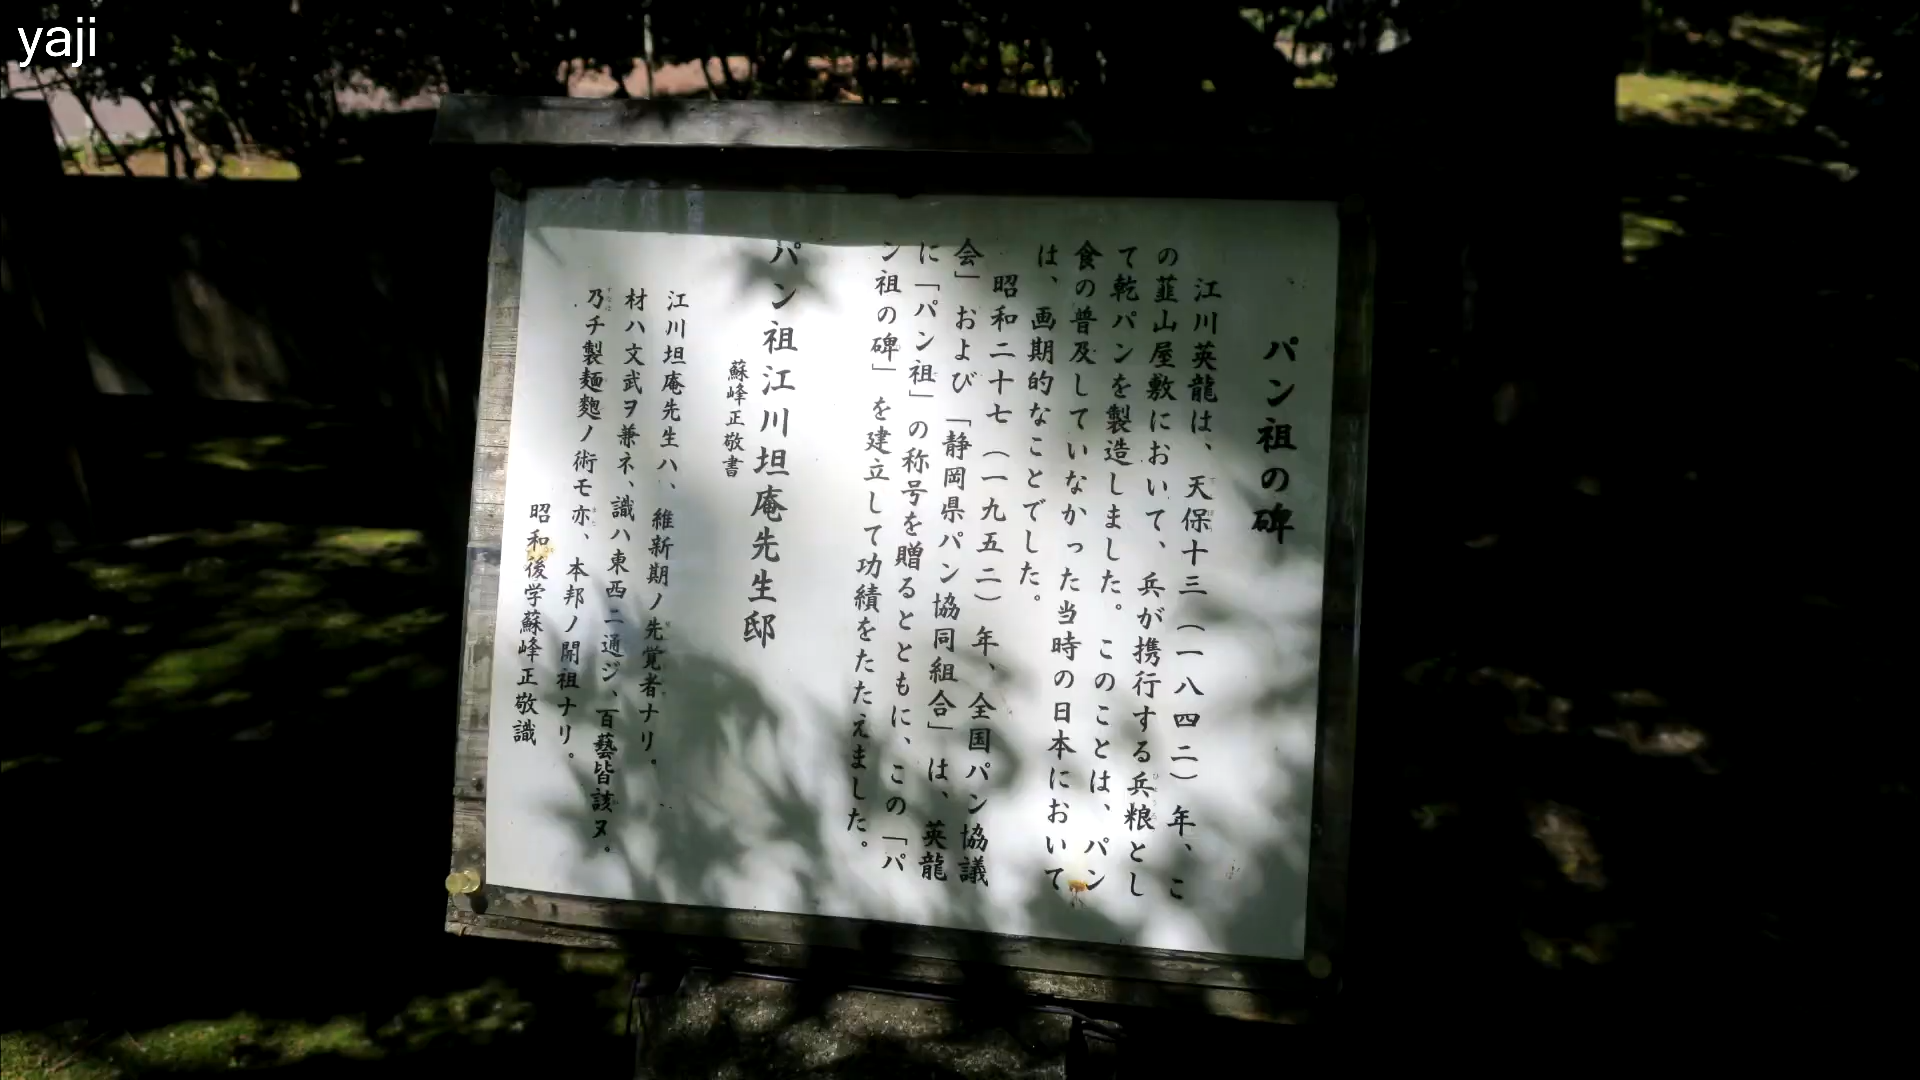 yaji
パン祖の碑
江川英龍は、天保十三(一八四二)年、こ
の韮山屋敷において、兵が携行する兵粮とし
て乾パンを製造しました。このことは、パン
食の普及していなかった当時の日本において
は、画期的なことでした。
昭和二十七(一九五二)年、全国パン協議
会」および「静岡県パン協同組合」は、英龍
に「パン祖」の称号を贈るとともに、この「パ
ン祖の碑」を建立して功績をたたえました。
パン祖江川坦庵先生邸
蘇峰正敬書
江川坦庵先生ハ、維新期ノ先覚者ナリ。
材ハ文武ヲ兼ネ、識ハ東西ニ通ジ、百藝皆該ヌ。
乃チ製麺麭ノ術モ亦、本邦ノ開祖ナリ。
昭和後学蘇峰正敬識